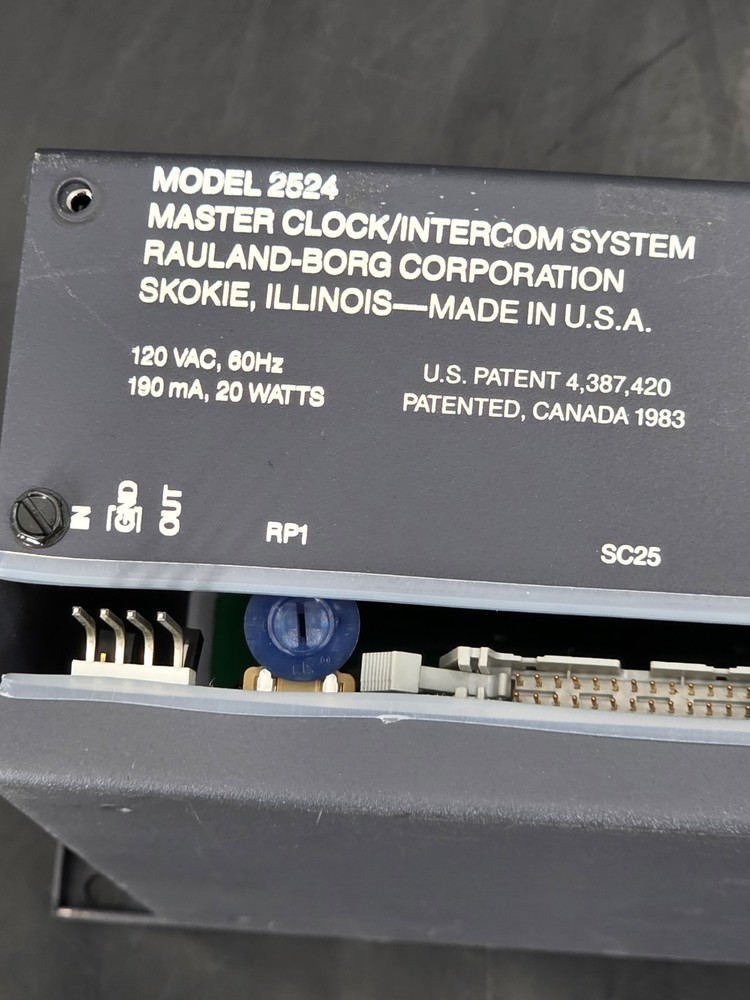 MODEL 2524
MASTER CLOCK/INTERCOM SYSTEM
RAULAND-BORG CORPORATION
SKOKIE, ILLINOIS—MADE IN U.S.A.
120 VAC, 60Hz
190 mA, 20 WATTS
U.S. PATENT 4,387,420
PATENTED, CANADA 1983
IN
GND
OUT
RP1
SC25